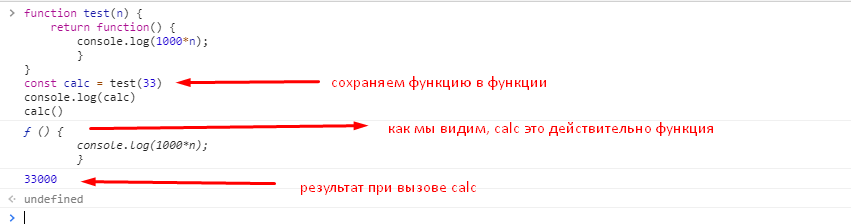 > function test(n) {
return function() {
console.log(1000*n);
}
}
const calc = test(33) сохраняем функцию в функции
console.log(calc)
calc()
ƒ () { как мы видим, calc это действительно функция
console.log(1000*n);
}
33000 результат при вызове calc
undefined
>